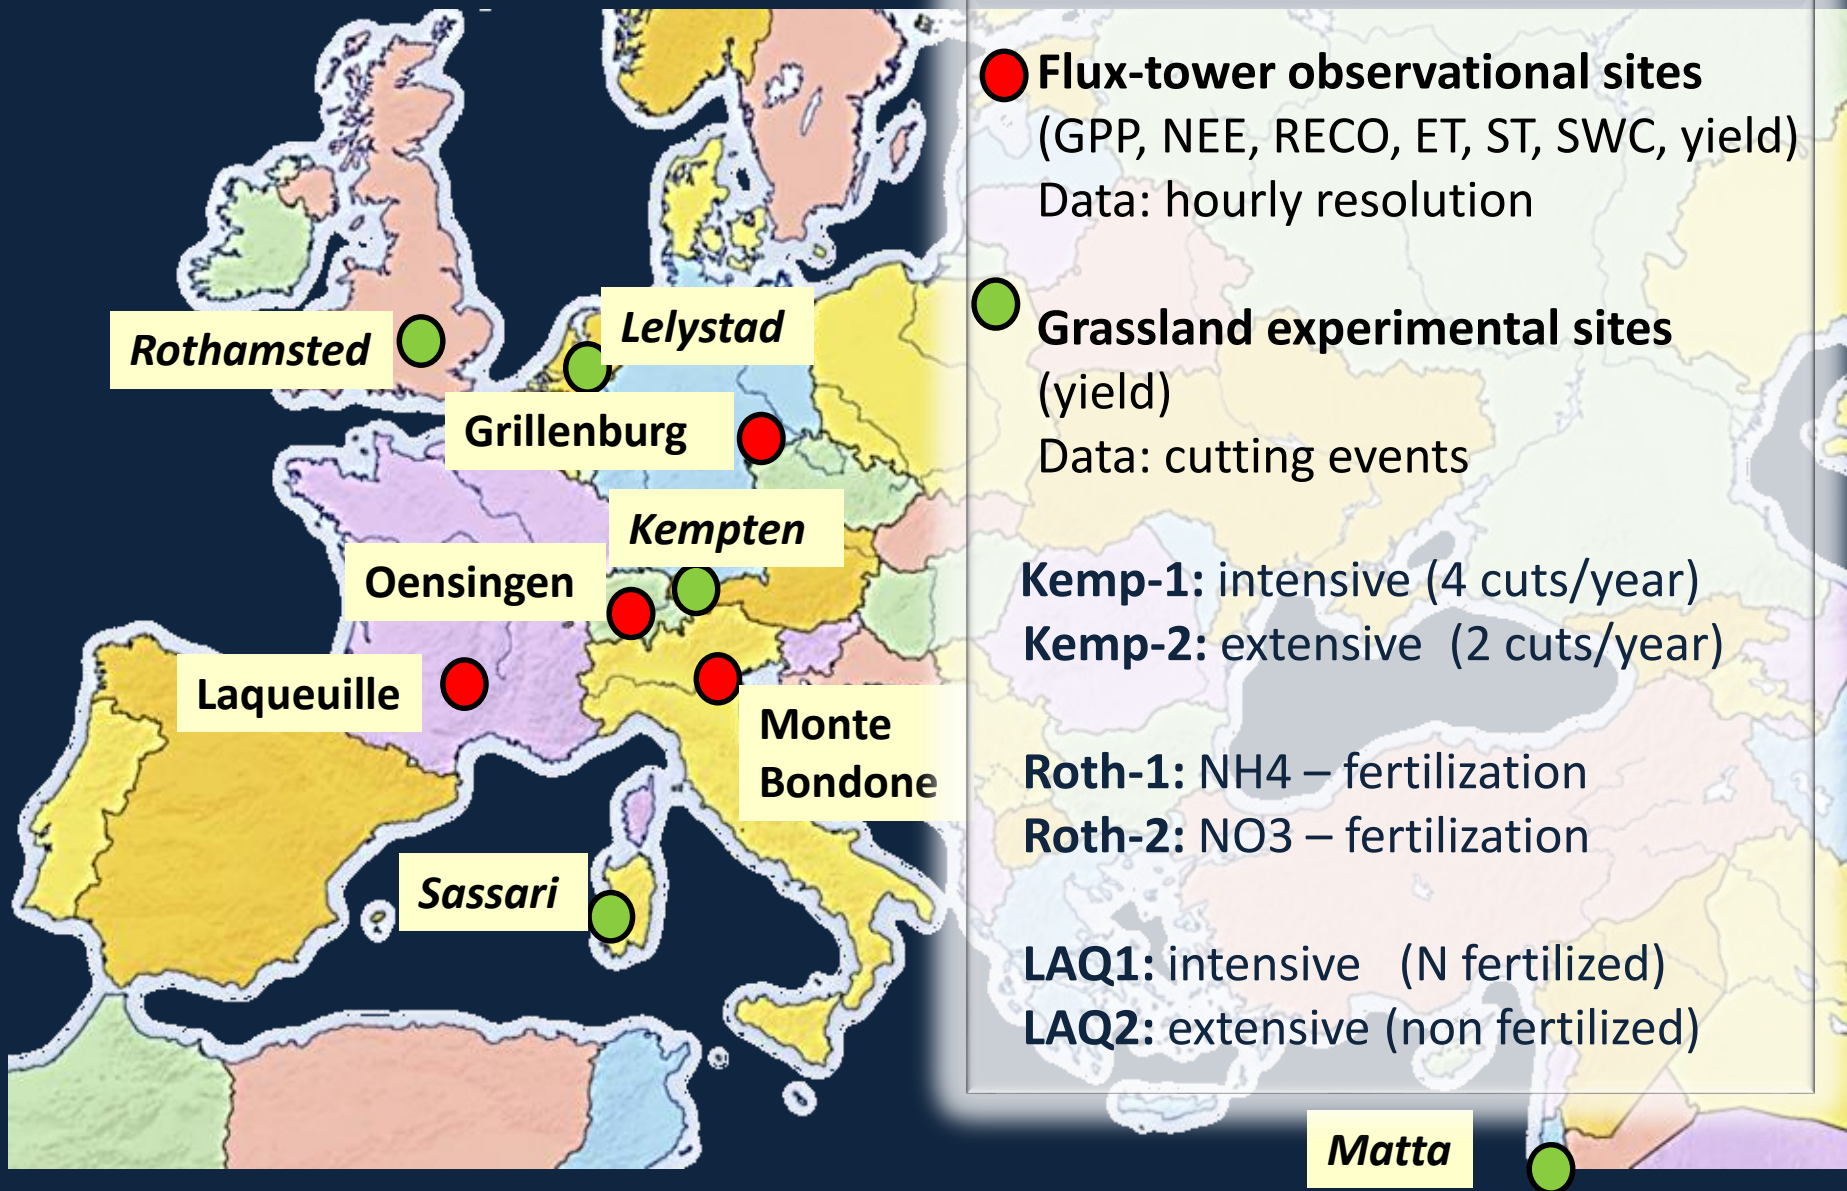 Flux-tower observational sites
(GPP, NEE, RECO, ET, ST, SWC, yield)
Data: hourly resolution
Grassland experimental sites
(yield)
Data: cutting events
Kemp-1: intensive (4 cuts/year)
Kemp-2: extensive (2 cuts/year)
Roth-1: NH4 – fertilization
Roth-2: NO3 – fertilization
LAQ1: intensive (N fertilized)
LAQ2: extensive (non fertilized)
Rothamsted
Lelystad
Grillenburg
Kempten
Oensingen
Laqueuille
Monte
Bondone
Sassari
Matta